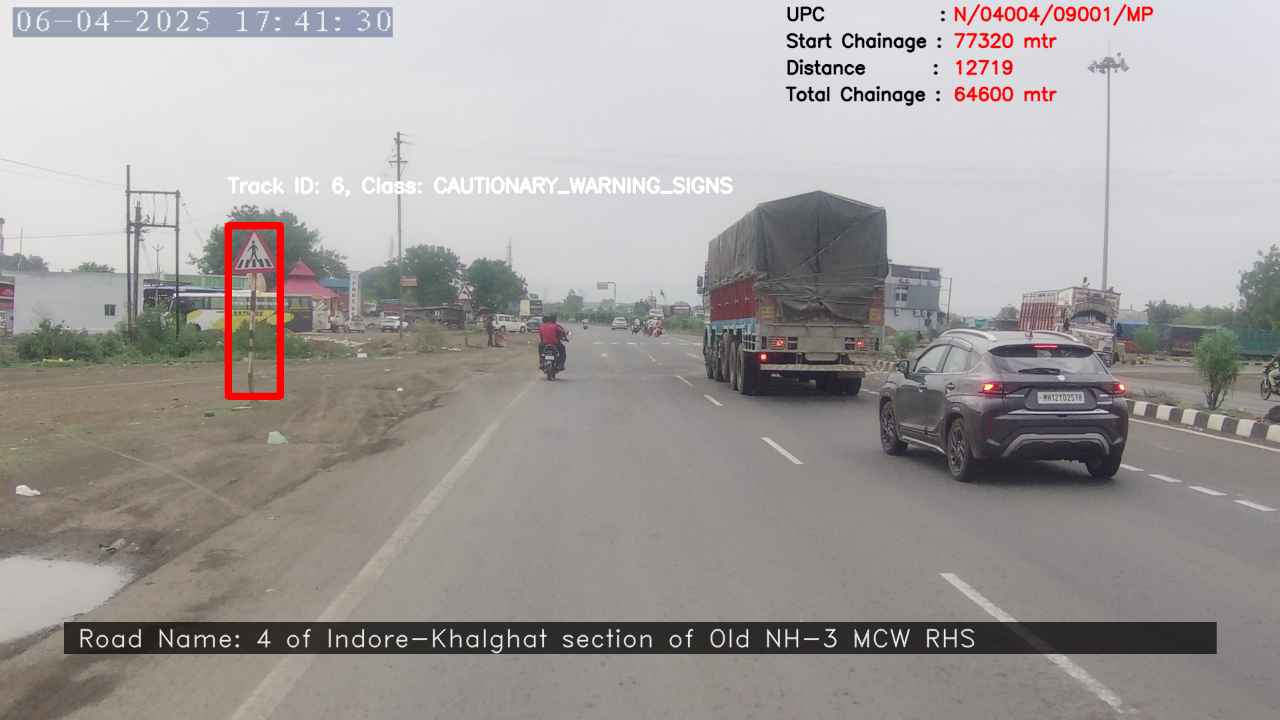 06-04-2025 17:41:30
UPC : N/04004/09001/MP
Start Chainage : 77320 mtr
Distance : 12719
Total Chainage : 64600 mtr
Track ID: 6, Class: CAUTIONARY_WARNING_SIGNS
MH12YD2518
Road Name: 4 of Indore-Khalghat section of Old NH-3 MCW RHS